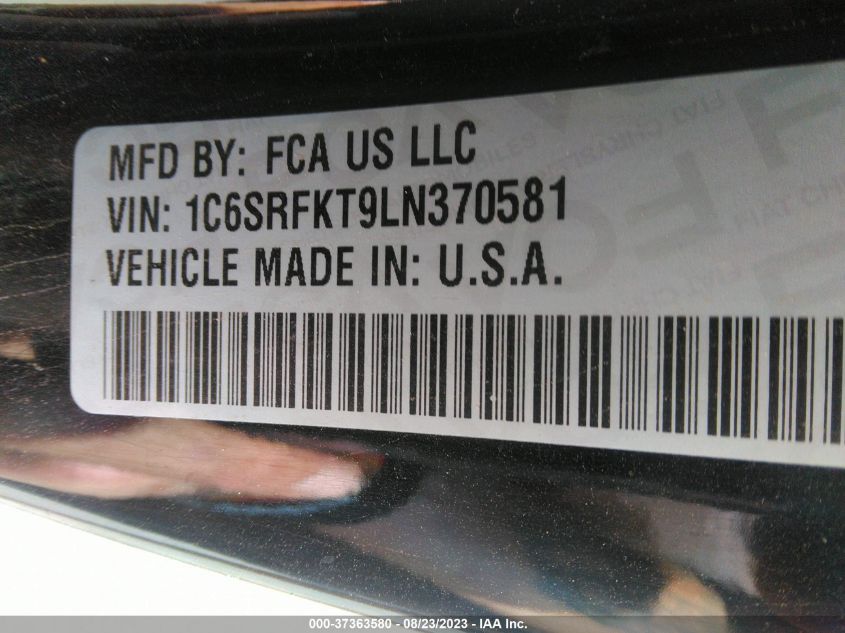 MFD BY: FCA US LLC
VIN: 1C6SRFKT9LN370581
VEHICLE MADE IN: U.S.A.
000-37363580 - 08/23/2023 - IAA Inc.